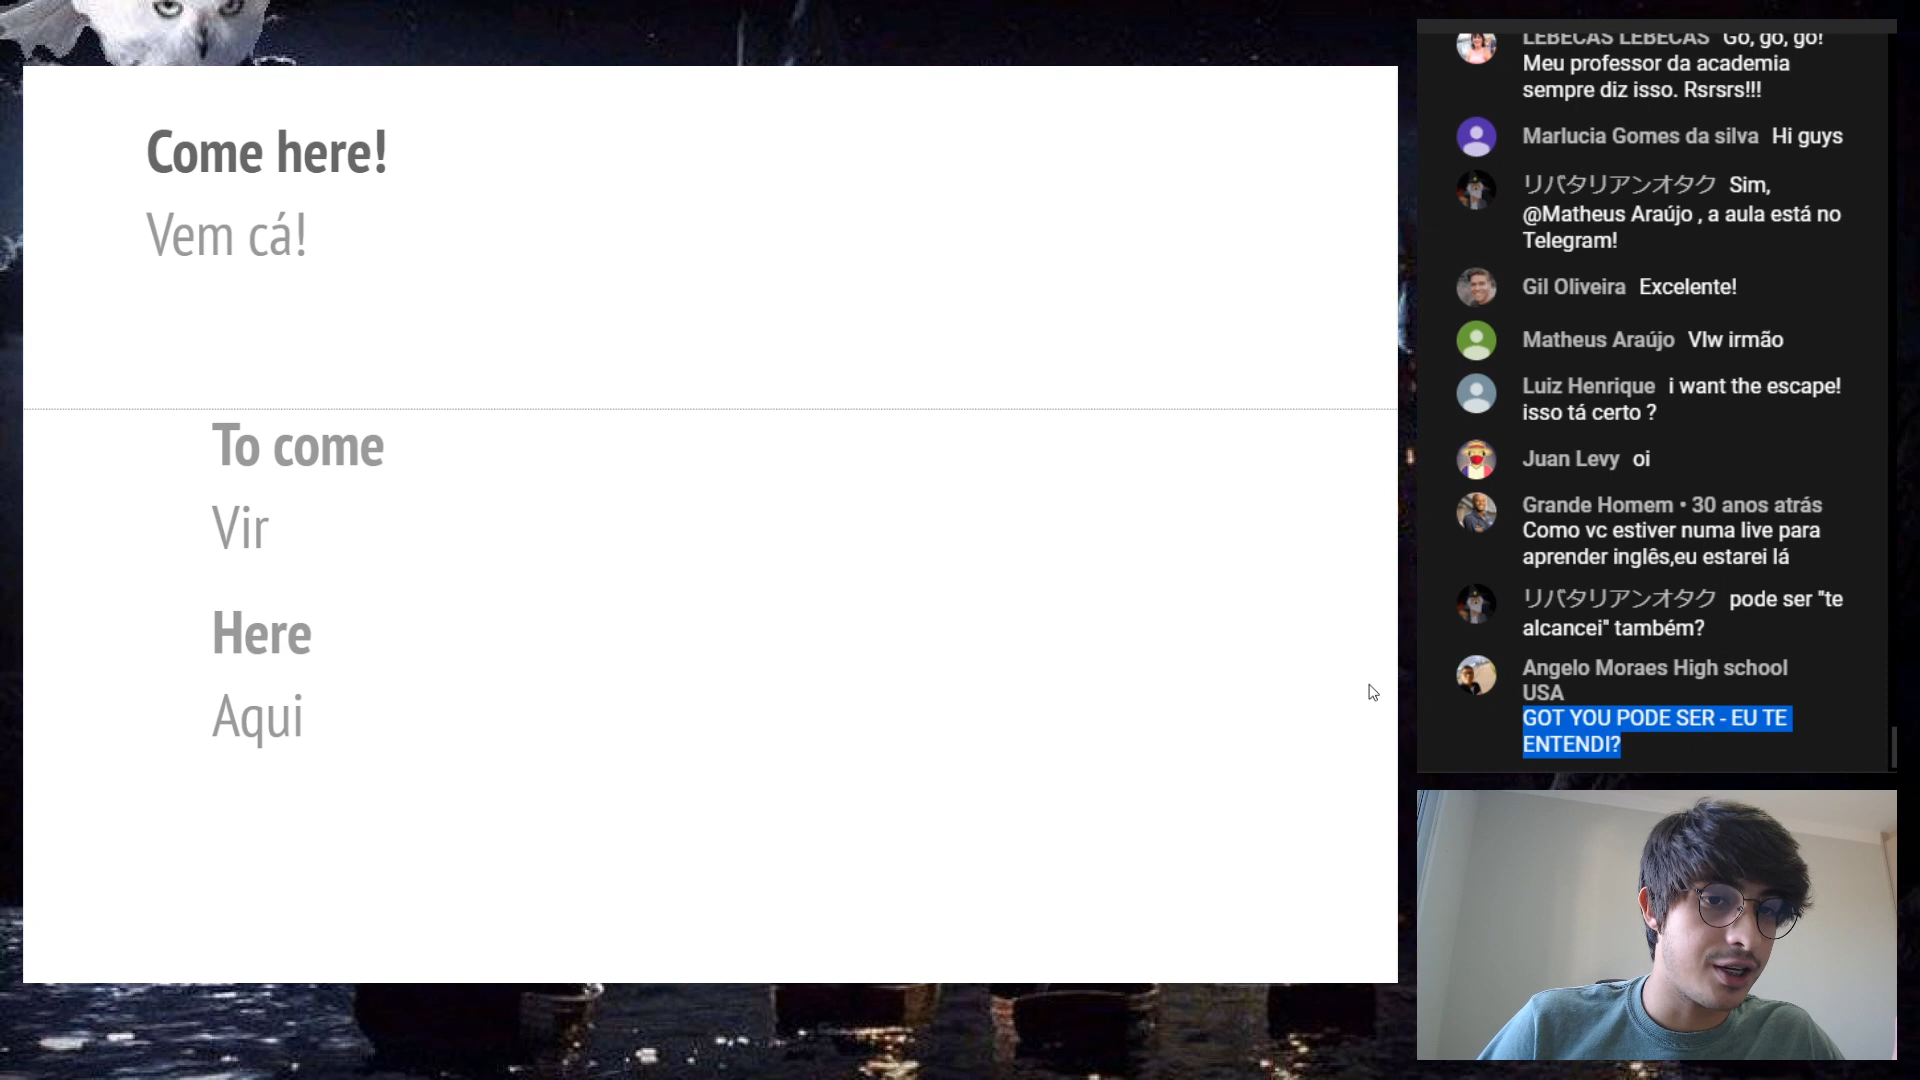 Come here!
Vem cá!
To come
Vir
Here
Aqui
LEBECAS LEBECAS Go, go, go!
Meu professor da academia
sempre diz isso. Rsrsrs!!!
Marlucia Gomes da silva Hi guys
リバタリアンオタク Sim,
@Matheus Araújo , a aula está no
Telegram!
Gil Oliveira Excelente!
Matheus Araújo Vlw irmão
Luiz Henrique i want the escape!
isso tá certo ?
Juan Levy oi
Grande Homem • 30 anos atrás
Como vc estiver numa live para
aprender inglês,eu estarei lá
リバタリアンオタク pode ser "te
alcancei" também?
Angelo Moraes High school
USA
GOT YOU PODE SER - EU TE
ENTENDI?